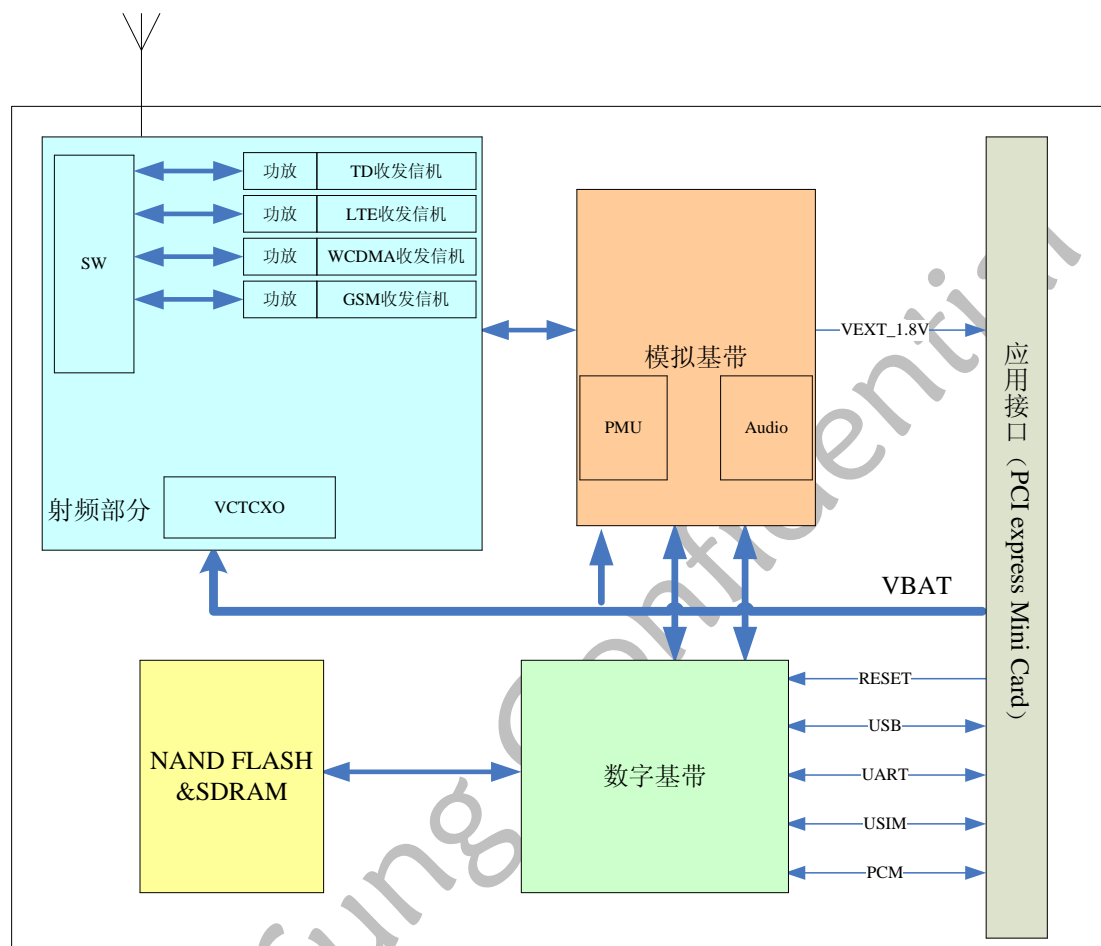 SW
功放 TD收发信机
功放 LTE收发信机
功放 WCDMA收发信机
功放 GSM收发信机
射频部分
VCTCXO
模拟基带
PMU
Audio
VEXT_1.8V
应用接口（PCI express Mini Card）
VBAT
NAND FLASH
&SDRAM
数字基带
RESET
USB
UART
USIM
PCM
fung Confidential